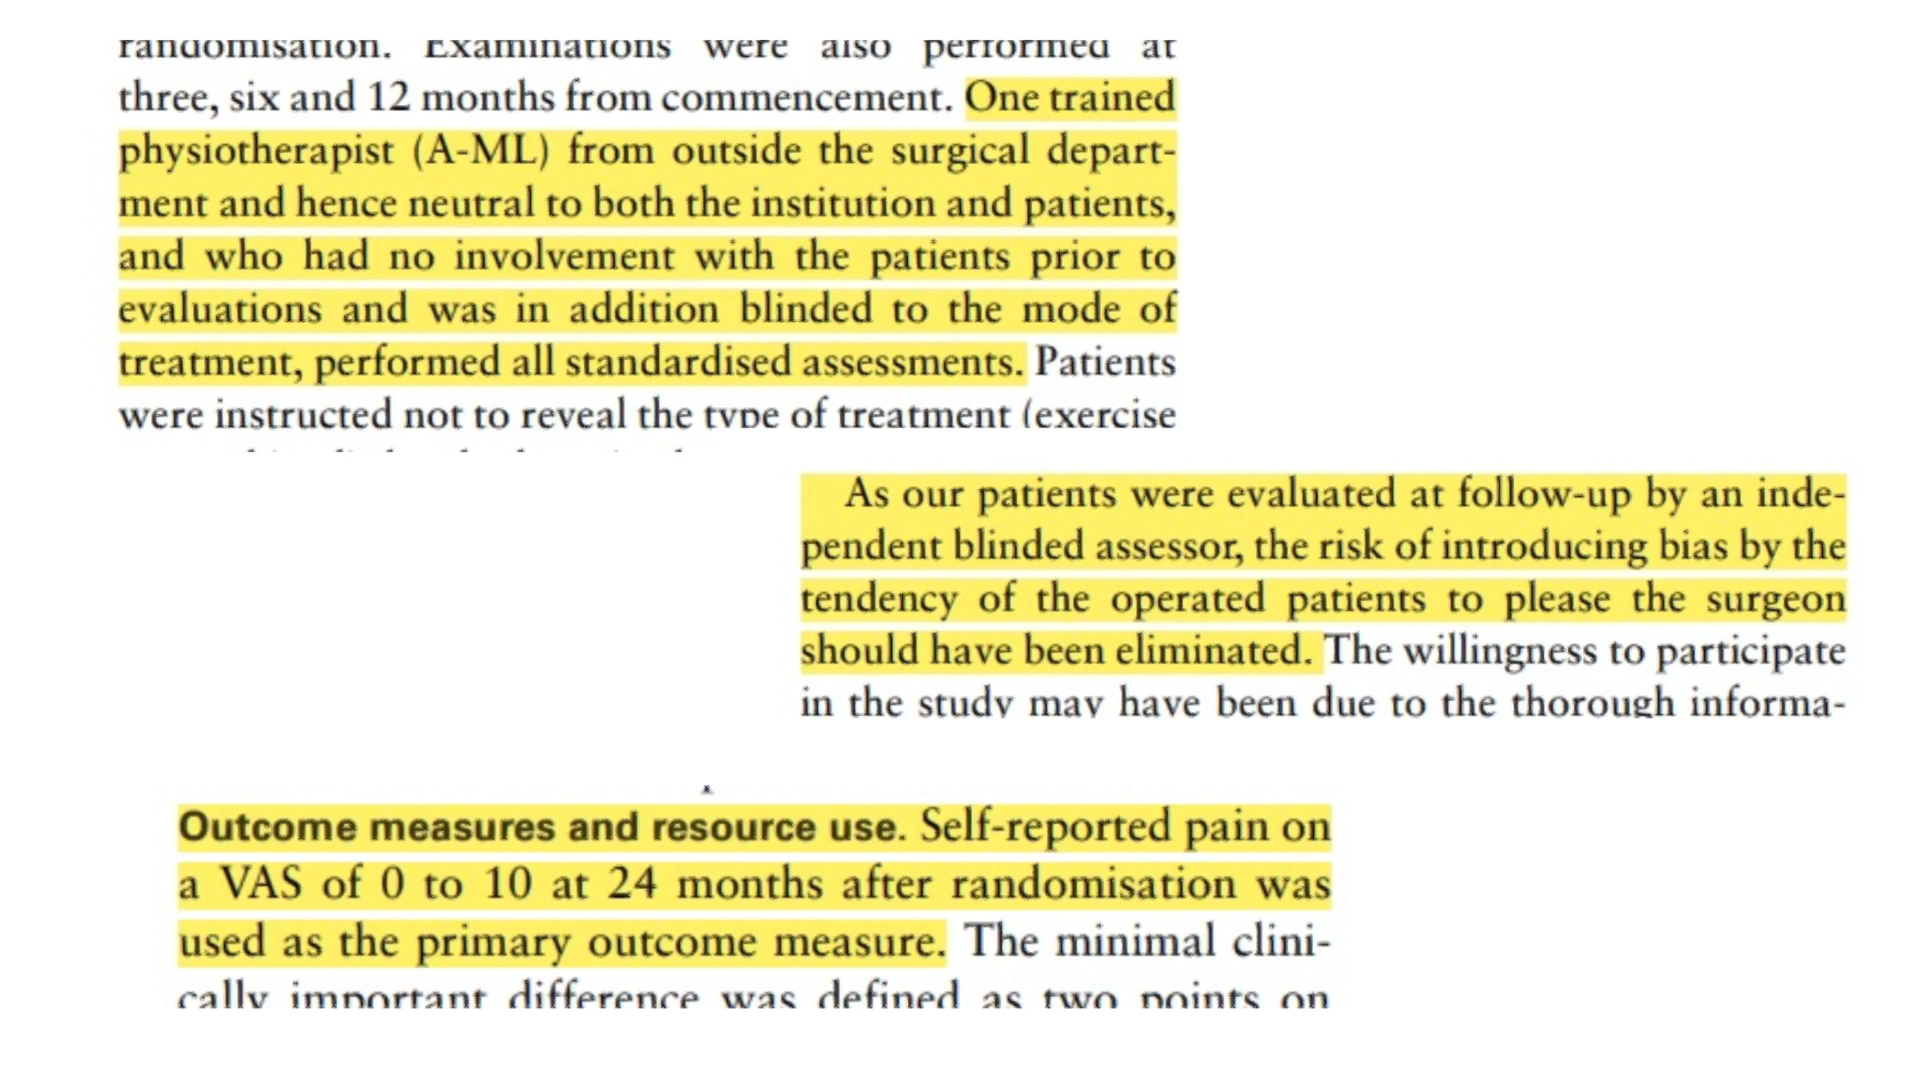 randomisation. Examinations were also performed at
three, six and 12 months from commencement. One trained
physiotherapist (A-ML) from outside the surgical depart-
ment and hence neutral to both the institution and patients,
and who had no involvement with the patients prior to
evaluations and was in addition blinded to the mode of
treatment, performed all standardised assessments. Patients
were instructed not to reveal the type of treatment (exercise
As our patients were evaluated at follow-up by an inde-
pendent blinded assessor, the risk of introducing bias by the
tendency of the operated patients to please the surgeon
should have been eliminated. The willingness to participate
in the study may have been due to the thorough informa-
Outcome measures and resource use. Self-reported pain on
a VAS of 0 to 10 at 24 months after randomisation was
used as the primary outcome measure. The minimal clini-
cally important difference was defined as two points on